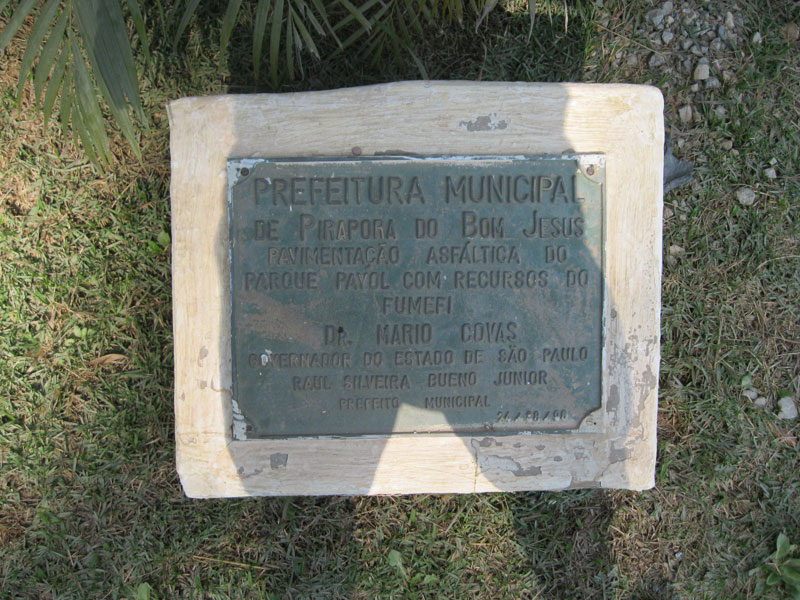 PREFEITURA MUNICIPAL
DE PIRAPORA DO BOM JESUS
PAVIMENTAÇÃO ASFÁLTICA DO
PARQUE PAYOL COM RECURSOS DO
FUMEFI
DR. MARIO COVAS
GOVERNADOR DO ESTADO DE SÃO PAULO
RAUL SILVEIRA BUENO JUNIOR
PREFEITO MUNICIPAL